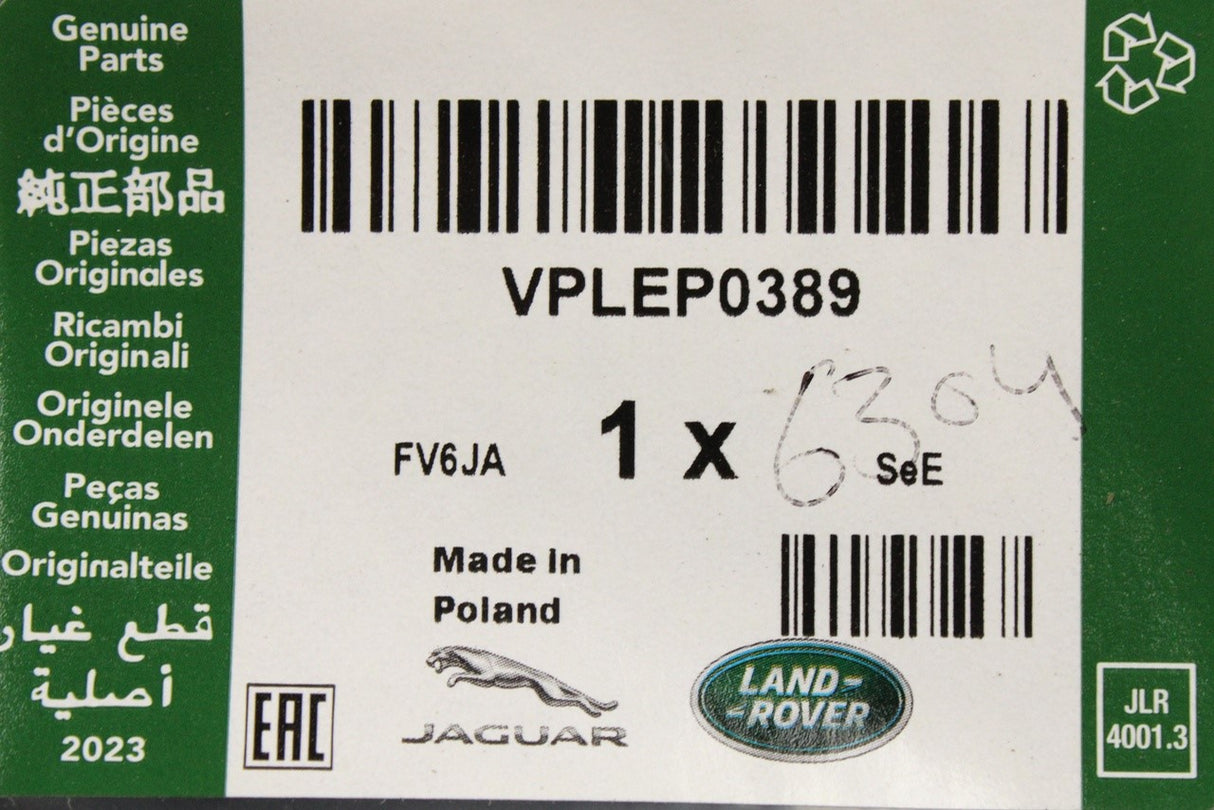 Genuine
Parts
Pièces
d'Origine
純正部品
Piezas
Originales
Ricambi
Originali
Originele
Onderdelen
Peças
Genuinas
Originalteile
قطع غيار
أصلية
2023
VPLEP0389
6304
FV6JA 1 x SeE
Made in
Poland
JAGUAR
LAND-
-ROVER
EAC
JLR
4001.3